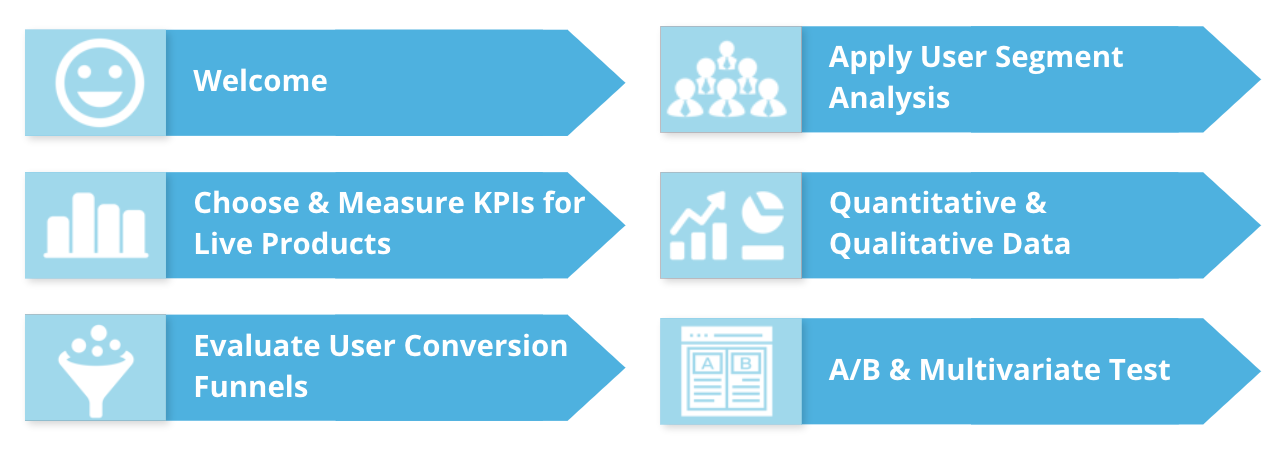 Welcome
Choose & Measure KPIs for
Live Products
Evaluate User Conversion
Funnels
Apply User Segment
Analysis
Quantitative &
Qualitative Data
A B
A/B & Multivariate Test